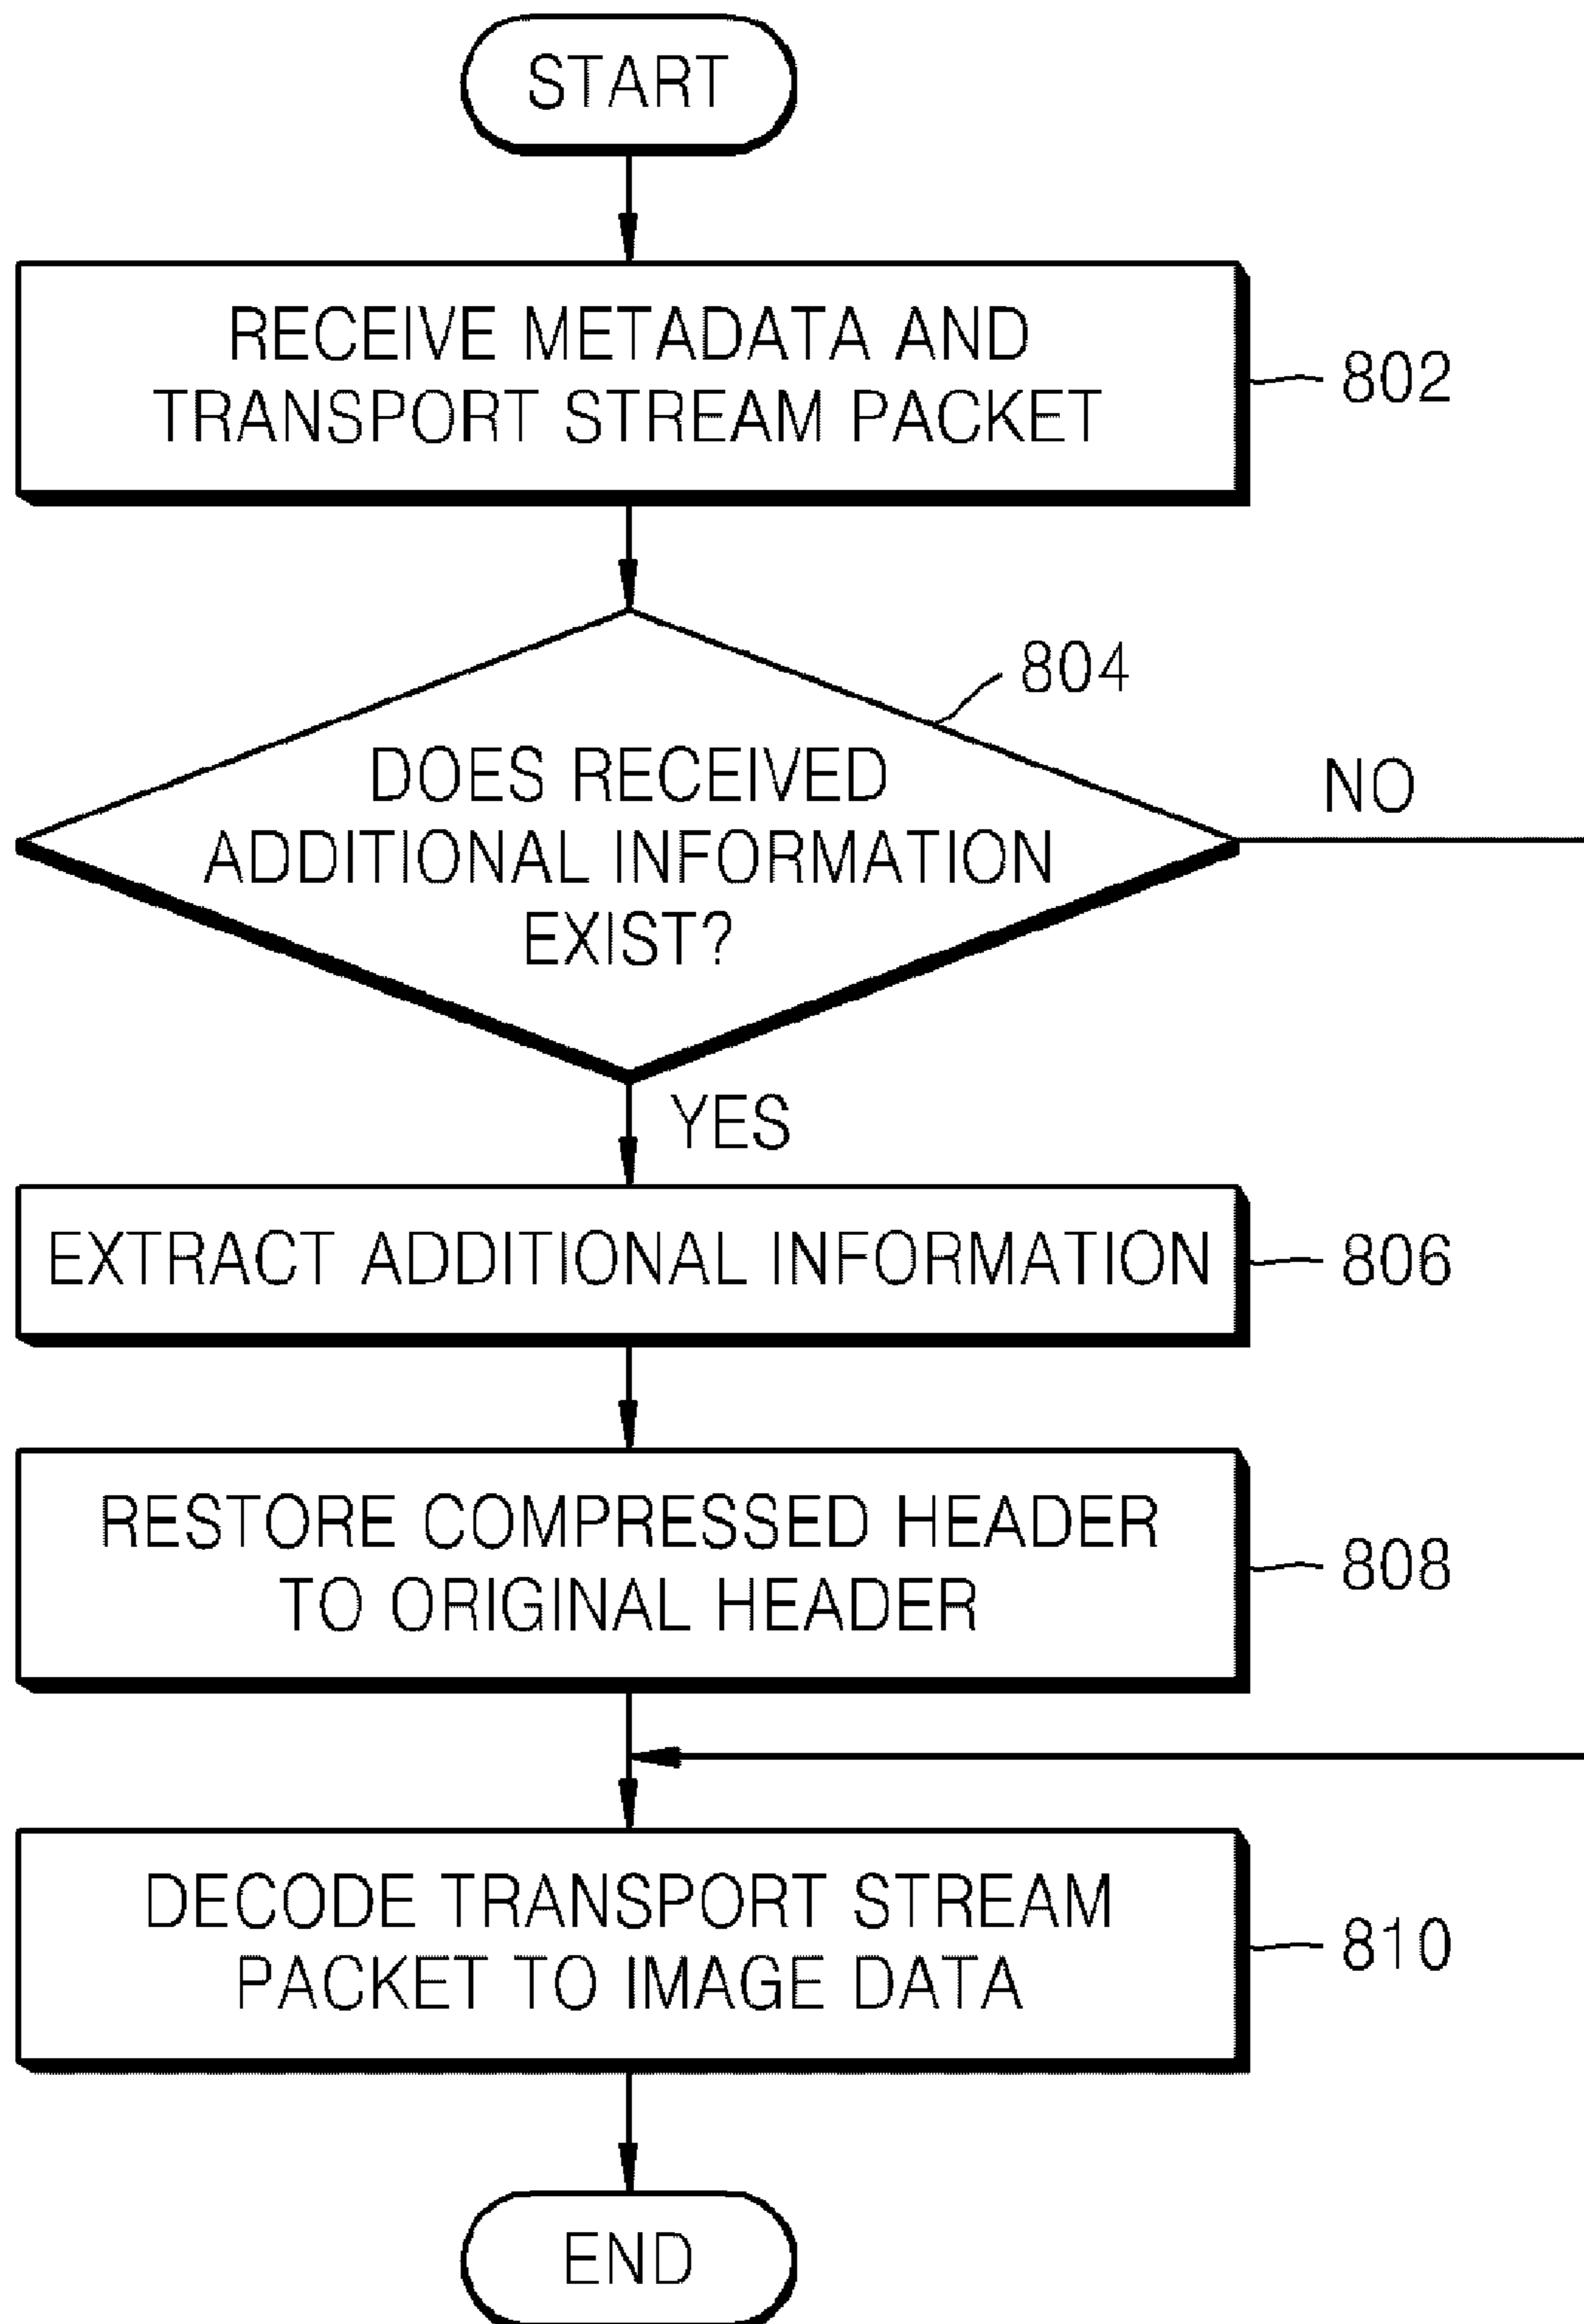 START
RECEIVE METADATA AND
TRANSPORT STREAM PACKET
802
804
DOES RECEIVED
ADDITIONAL INFORMATION
EXIST?
NO
YES
EXTRACT ADDITIONAL INFORMATION
806
RESTORE COMPRESSED HEADER
TO ORIGINAL HEADER
808
DECODE TRANSPORT STREAM
PACKET TO IMAGE DATA
810
END